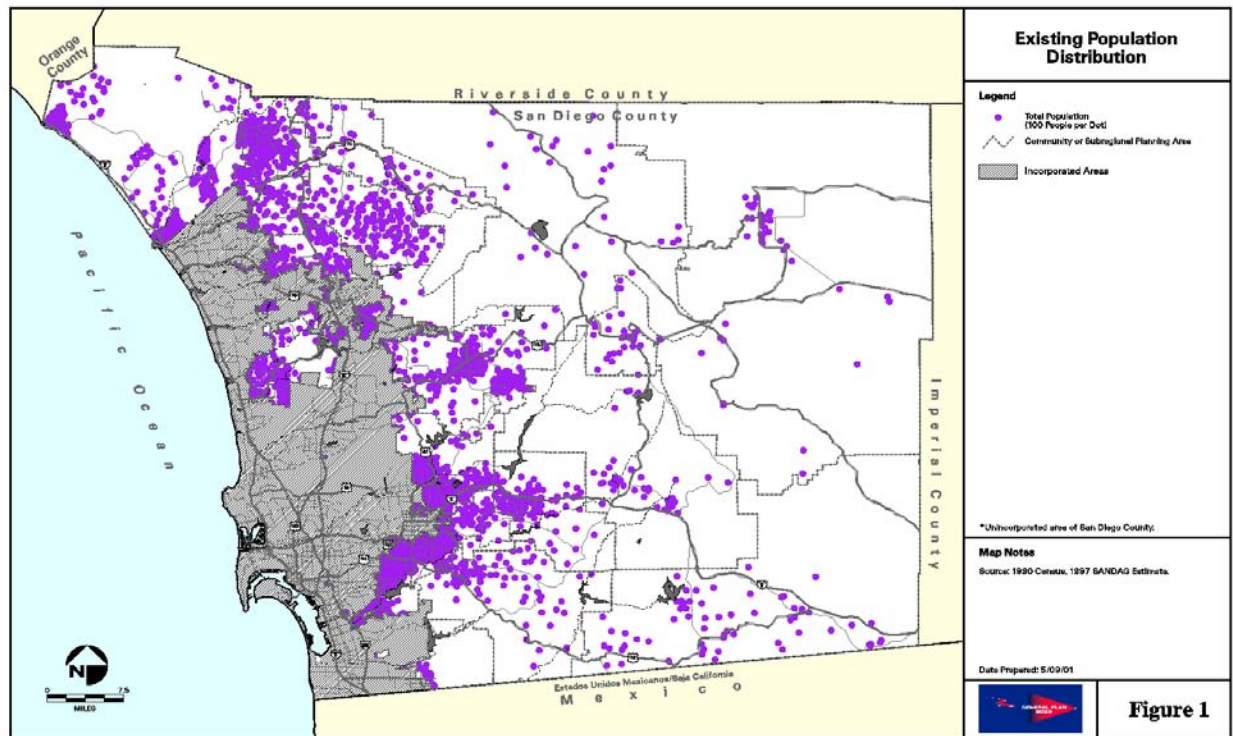 Existing Population
Distribution
Legend
Total Population
(100 People per Dot)
Community or Subregional Planning Area
Incorporated Areas
*Unincorporated area of San Diego County.
Map Notes
Source: 1990 Census, 1997 SANDAG Estimate.
Date Prepared: 5/09/01
GENERAL PLAN
Figure 1
Orange
County
Riverside County
San Diego County
Pacific Ocean
Imperial County
Estados Unidos Mexicanos/Baja California
Mexico
N
0 7.5
MILES